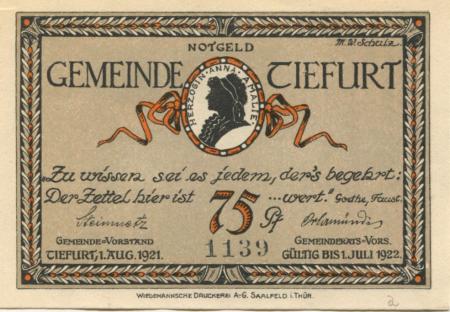 NOTGELD
M.W.Schulz.
GEMEINDE TIEFURT
HERZOGIN·ANNA·AMALIE
„Zu wissen sei es jedem, der's begehrt:
Der Zettel hier ist 75 Pf ...wert." Goethe, Faust.
Steinmetz
GEMEINDE-VORSTAND
TIEFURT, 1. AUG. 1921.
1139
GEMEINDERATS-VORS.
GÜLTIG BIS 1. JULI 1922.
WIEDEMANNSCHE DRUCKEREI A-G. SAALFELD i. THÜR.
a